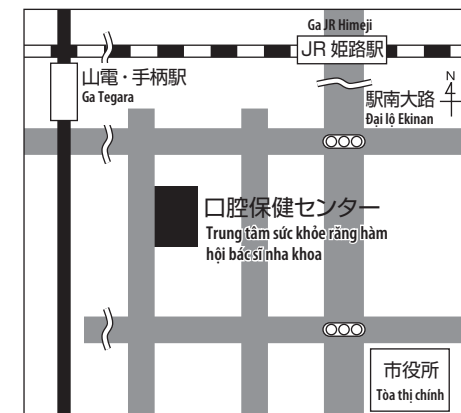 Ga JR Himeji
JR 姫路駅
山電・手柄駅
Ga Tegara
N
駅南大路
Đại lộ Ekinan
口腔保健センター
Trung tâm sức khỏe răng hàm
hội bác sĩ nha khoa
市役所
Tòa thị chính